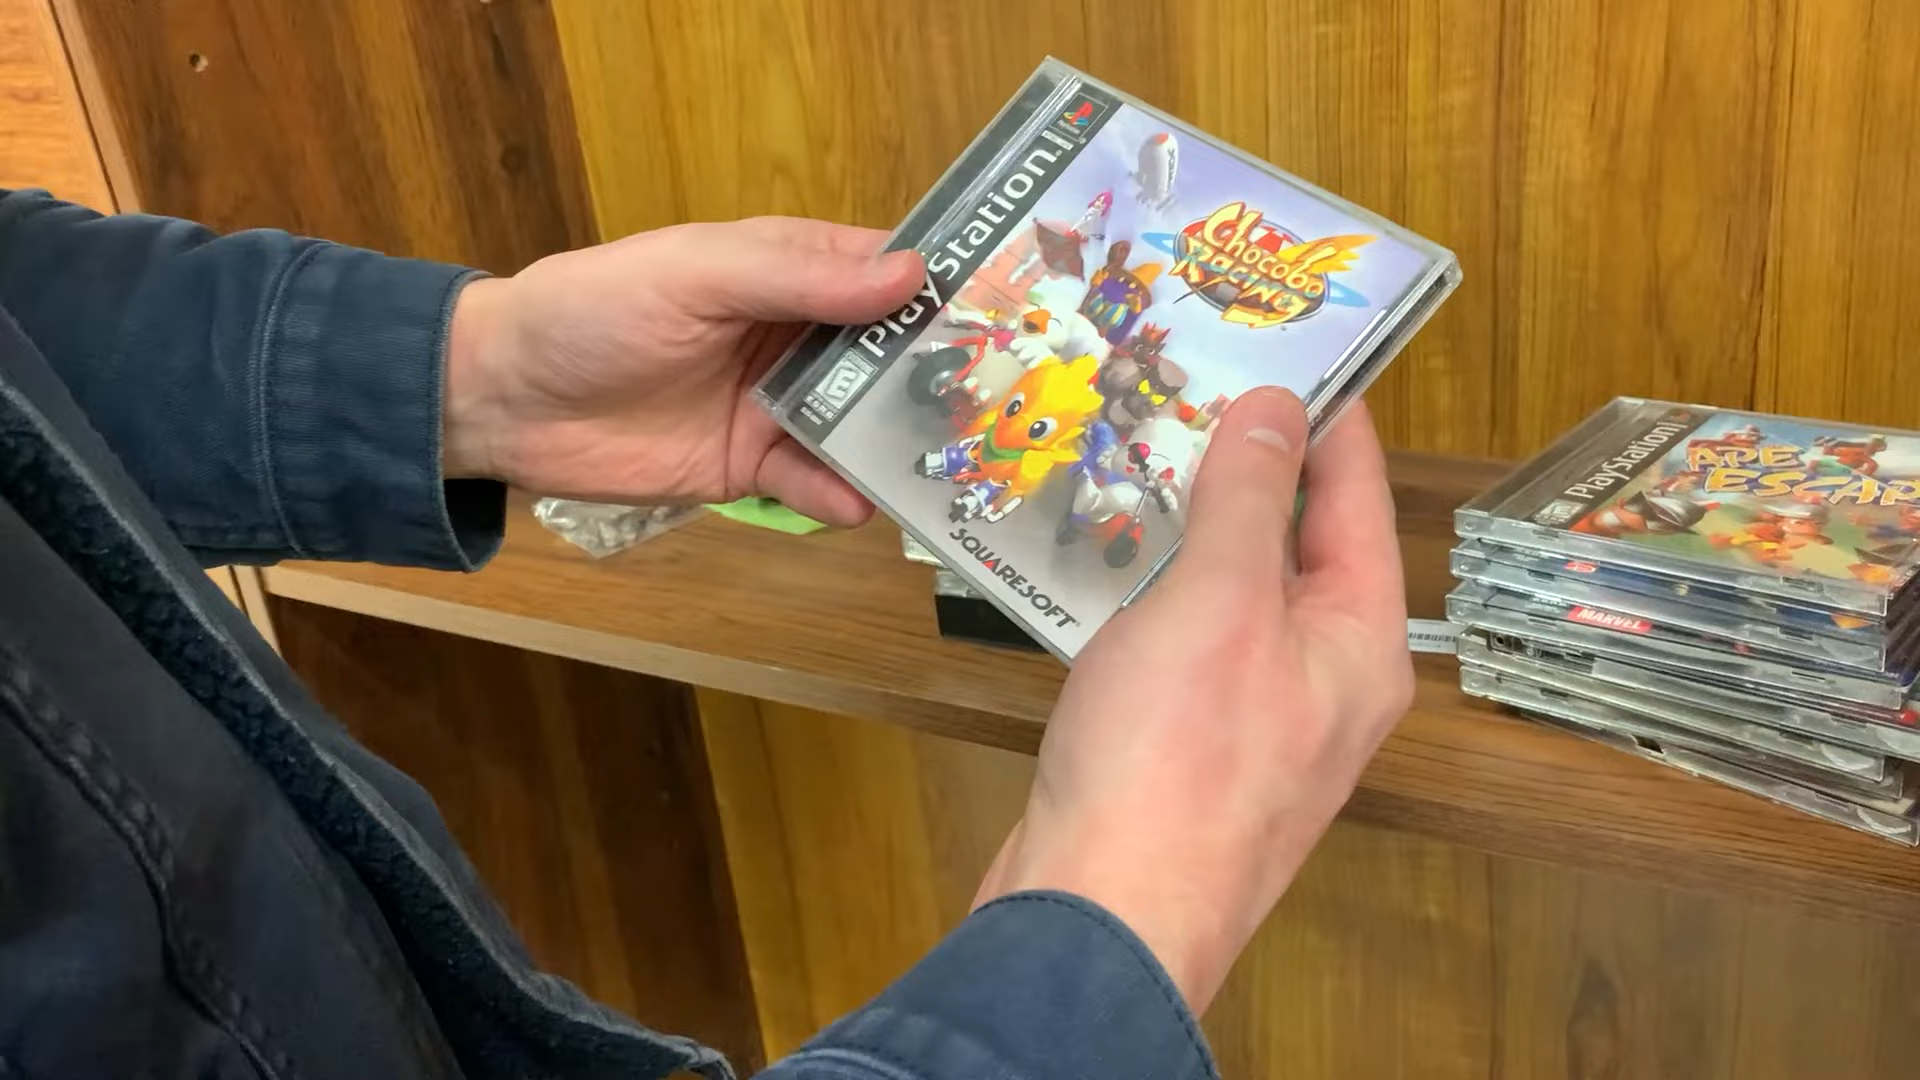 PlayStation
Chocobo
Racing
E
SQUARESOFT
PlayStation
APE
ESCAP
MARVEL